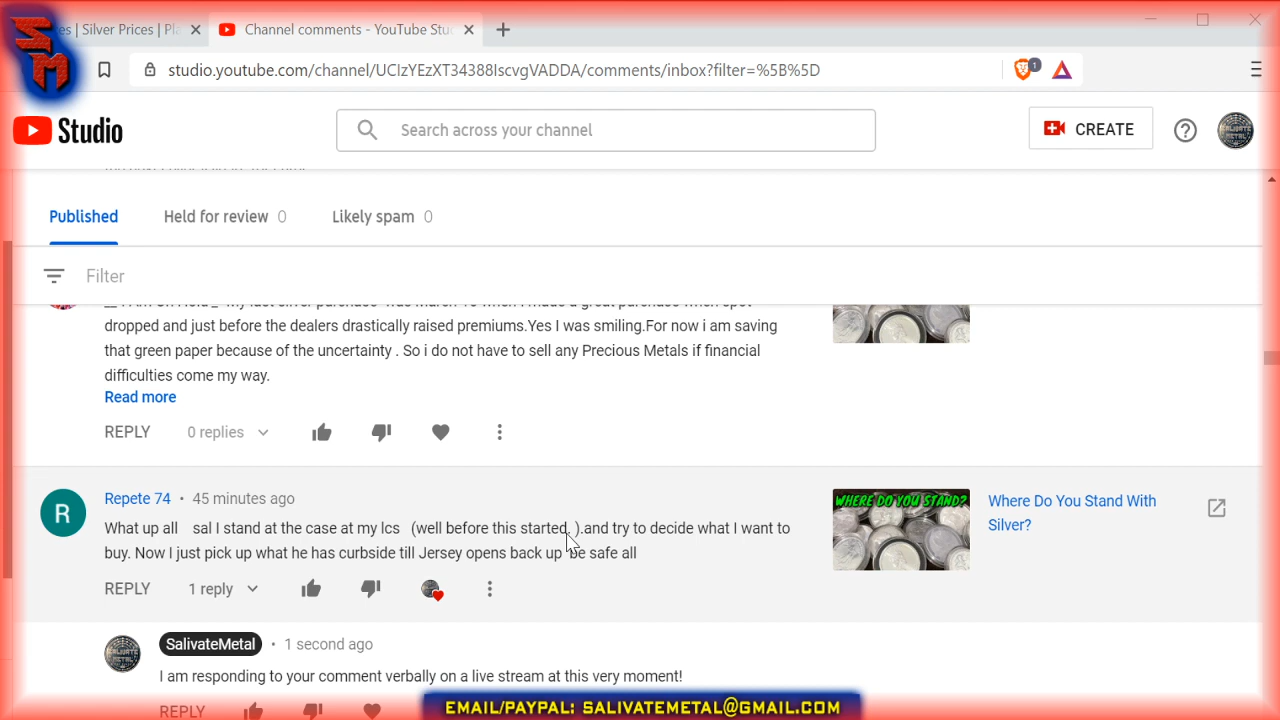 SM
es | Silver Prices | Pla
Channel comments - YouTube Stu
studio.youtube.com/channel/UCIzYEzXT34388IscvgVADDA/comments/inbox?filter=%5B%5D
1
Studio
Search across your channel
CREATE
Published
Held for review 0
Likely spam 0
Filter
dropped and just before the dealers drastically raised premiums.Yes I was smiling.For now i am saving
that green paper because of the uncertainty . So i do not have to sell any Precious Metals if financial
difficulties come my way.
Read more
REPLY 0 replies
R
Repete 74 • 45 minutes ago
What up all sal I stand at the case at my lcs (well before this started, ).and try to decide what I want to
buy. Now I just pick up what he has curbside till Jersey opens back up be safe all
WHERE DO YOU STAND?
Where Do You Stand With
Silver?
REPLY 1 reply
SalivateMetal • 1 second ago
I am responding to your comment verbally on a live stream at this very moment!
REPLY
EMAIL/PAYPAL: SALIVATEMETAL@GMAIL.COM